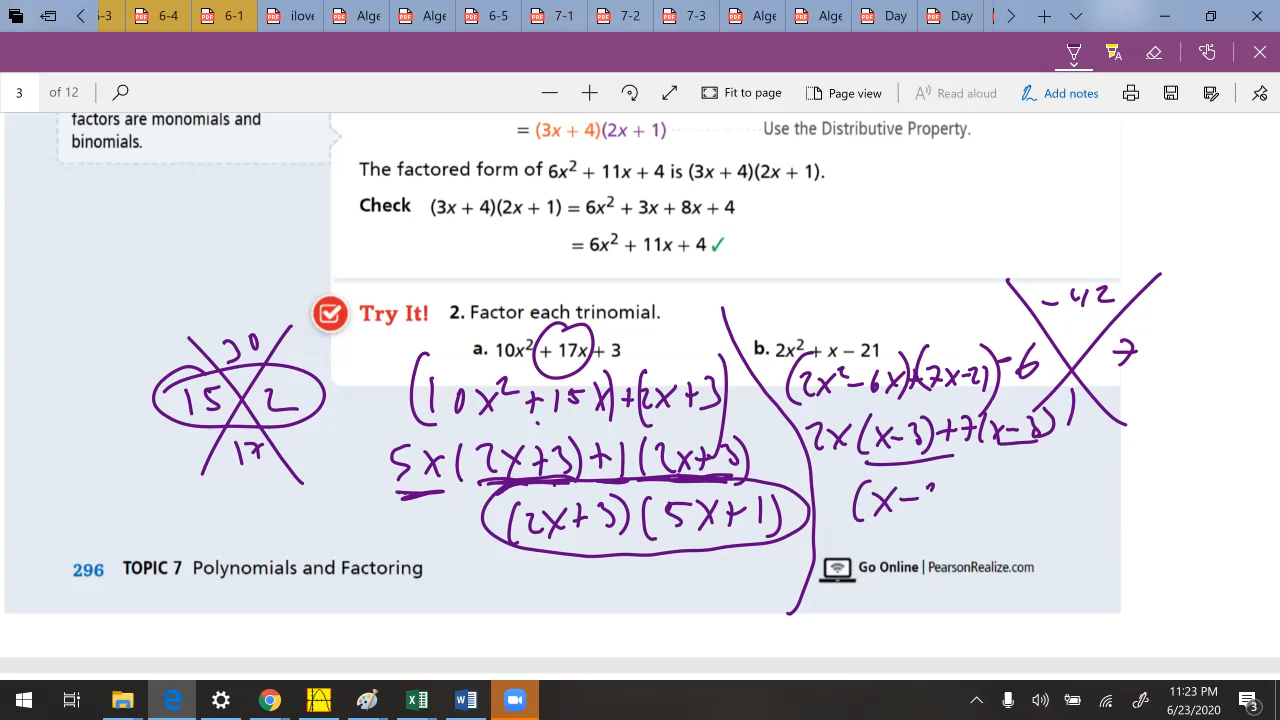 6-3 6-4 ilove Alge Alge Alge 6-5 7-1 7-2 7-3 Alge Alge Day Day
3 of 12 Fit to page Page view Read aloud Add notes
factors are monomials and
binomials.
= (3x + 4)(2x + 1) Use the Distributive Property.
The factored form of 6x² + 11x + 4 is (3x + 4)(2x + 1).
Check (3x + 4)(2x + 1) = 6x² + 3x + 8x + 4
= 6x² + 11x + 4 ✓
Try It! 2. Factor each trinomial.
a. 10x² + 17x + 3
b. 2x² + x − 21
30
15 2
17
(10x² + 15x) + (2x + 3)
5x (2x+3) + 1 (2x+3)
(2x+3)(5x+1)
-42
-6 7
1
(2x² - 6x) + (7x - 21)
2x (x-3) + 7(x-3)
(x-
296 TOPIC 7 Polynomials and Factoring
Go Online | PearsonRealize.com
11:23 PM
6/23/2020
3